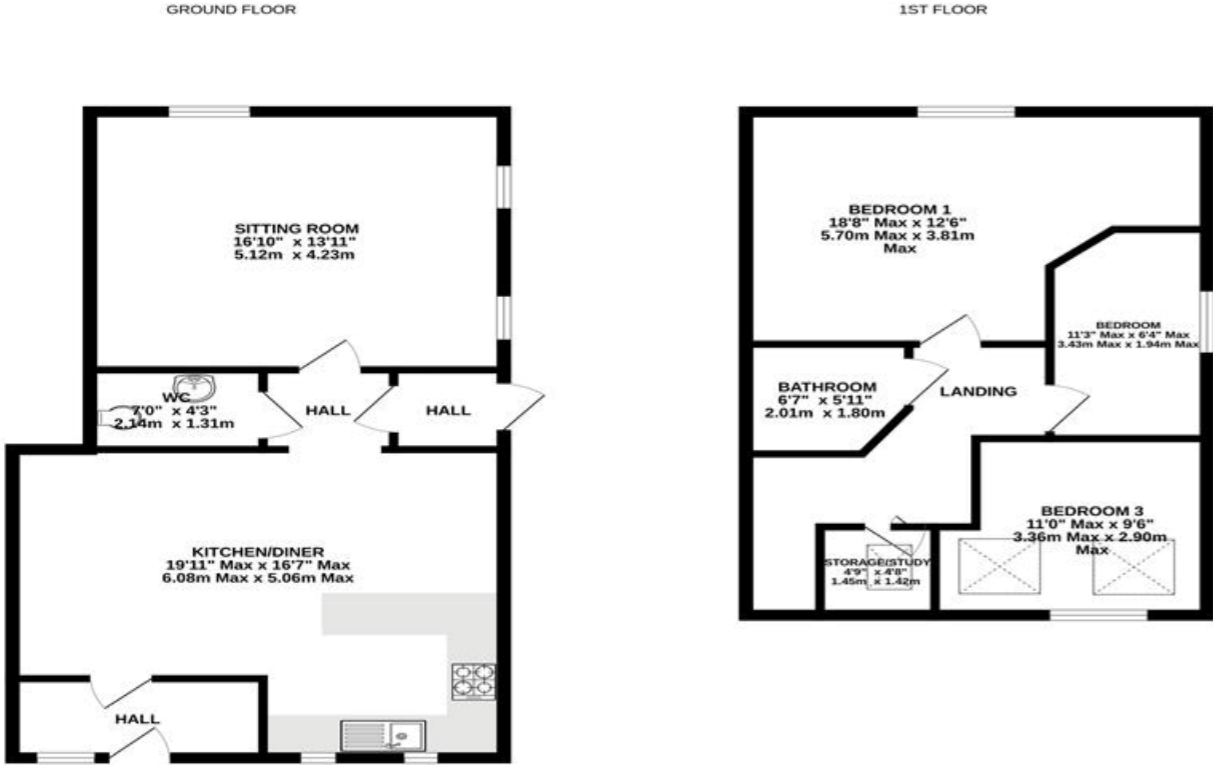 GROUND FLOOR
1ST FLOOR
SITTING ROOM
16'10" x 13'11"
5.12m x 4.23m
WC
7'0" x 4'3"
2.14m x 1.31m
HALL
HALL
KITCHEN/DINER
19'11" Max x 16'7" Max
6.08m Max x 5.06m Max
HALL
BEDROOM 1
18'8" Max x 12'6"
5.70m Max x 3.81m
Max
BEDROOM
11'3" Max x 6'4" Max
3.43m Max x 1.94m Max
BATHROOM
6'7" x 5'11"
2.01m x 1.80m
LANDING
BEDROOM 3
11'0" Max x 9'6"
3.36m Max x 2.90m
Max
STORAGE/STUDY
4'9" x 4'8"
1.45m x 1.42m